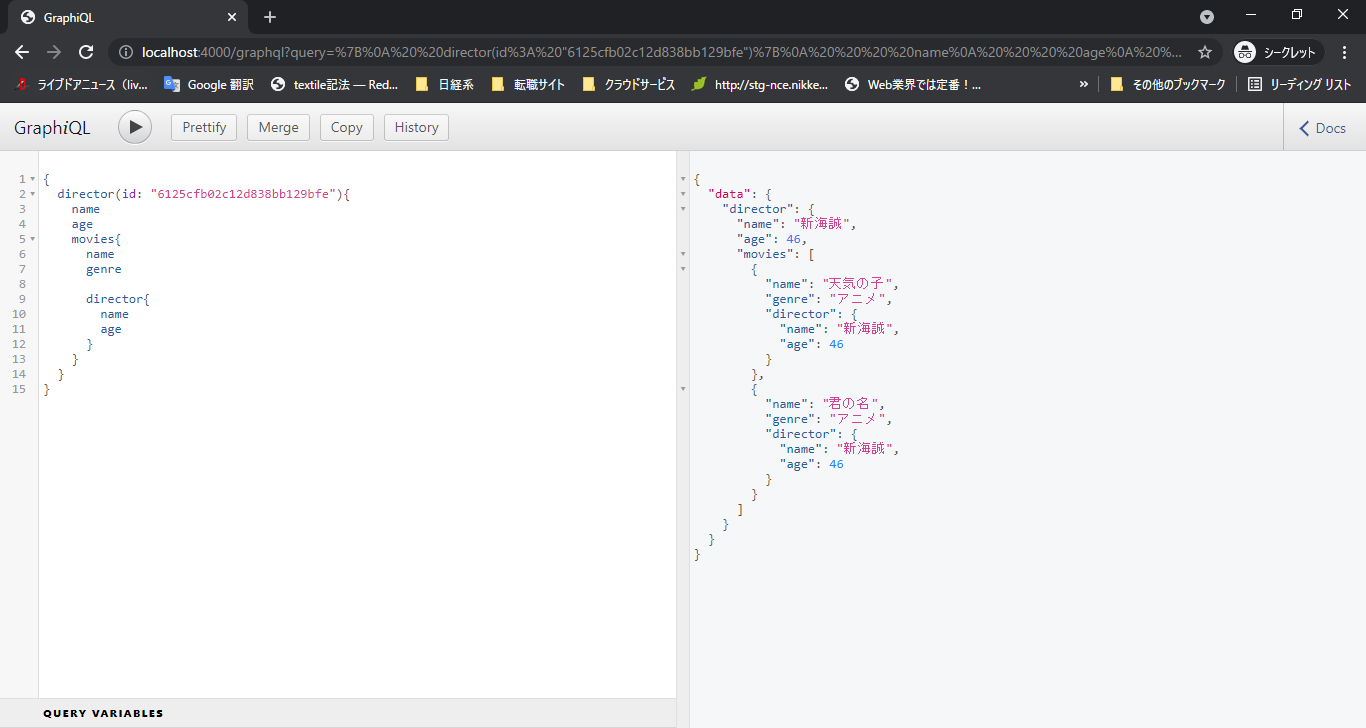 GraphiQL
localhost:4000/graphql?query=%7B%0A%20%20director(id%3A%20"6125cfb02c12d838bb129bfe")%7B%0A%20%20%20%20name%0A%20%20%20%20age%0A%20%20%... シークレット
ライブドアニュース（liv... Google 翻訳 textile記法 — Red... 日経系 転職サイト クラウドサービス http://stg-nce.nikke... Web業界では定番！... » その他のブックマーク リーディング リスト
GraphiQL Prettify Merge Copy History Docs
1 {
2 director(id: "6125cfb02c12d838bb129bfe"){
3 name
4 age
5 movies{
6 name
7 genre
8
9 director{
10 name
11 age
12 }
13 }
14 }
15 }
QUERY VARIABLES
{
"data": {
"director": {
"name": "新海誠",
"age": 46,
"movies": [
{
"name": "天気の子",
"genre": "アニメ",
"director": {
"name": "新海誠",
"age": 46
}
},
{
"name": "君の名",
"genre": "アニメ",
"director": {
"name": "新海誠",
"age": 46
}
}
]
}
}
}